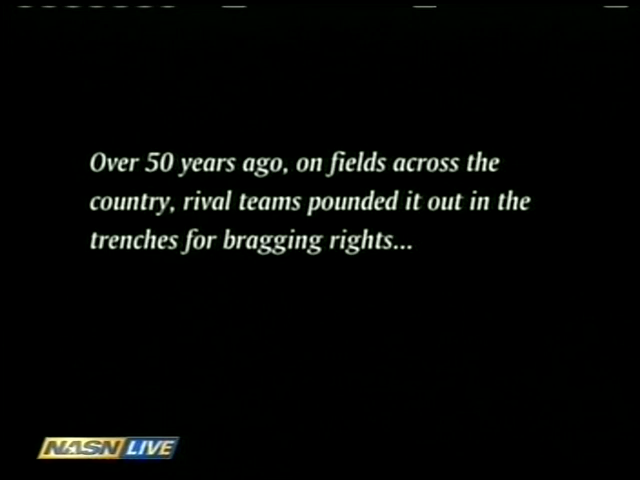 Over 50 years ago, on fields across the
country, rival teams pounded it out in the
trenches for bragging rights...
NASN LIVE